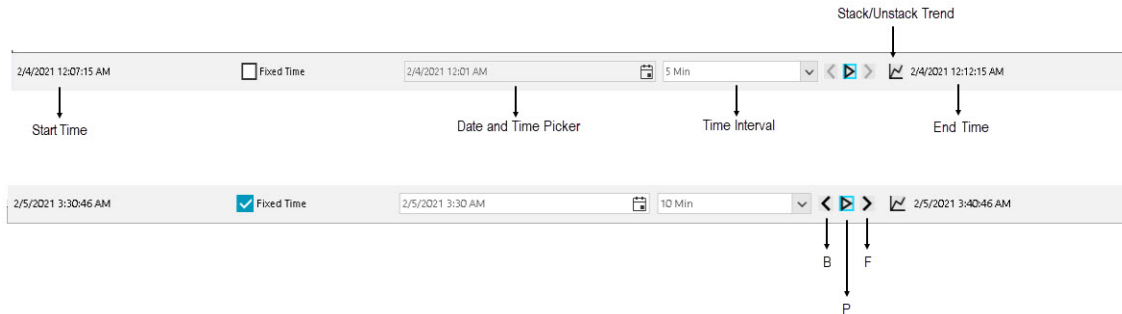 Stack/Unstack Trend
2/4/2021 12:07:15 AM Fixed Time 2/4/2021 12:01 AM 5 Min 2/4/2021 12:12:15 AM
Start Time Date and Time Picker Time Interval End Time
2/5/2021 3:30:46 AM Fixed Time 2/5/2021 3:30 AM 10 Min 2/5/2021 3:40:46 AM
B F
P